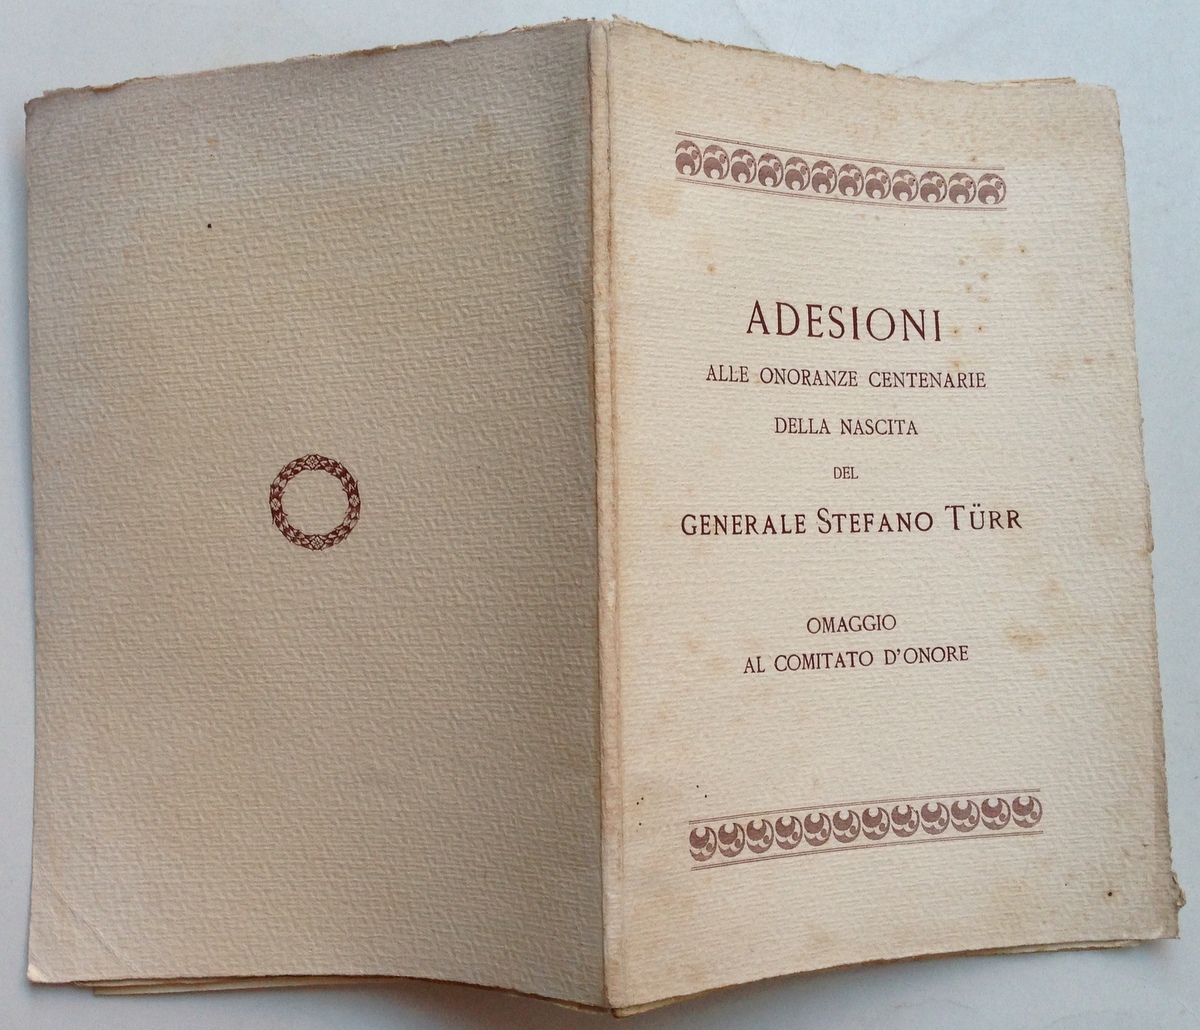 ADESIONI
ALLE ONORANZE CENTENARIE
DELLA NASCITA
DEL
GENERALE STEFANO TÜRR
OMAGGIO
AL COMITATO D'ONORE